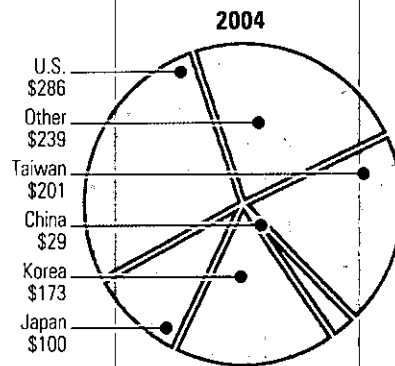 2004
U.S.
$286
Other
$239
Taiwan
$201
China
$29
Korea
$173
Japan
$100